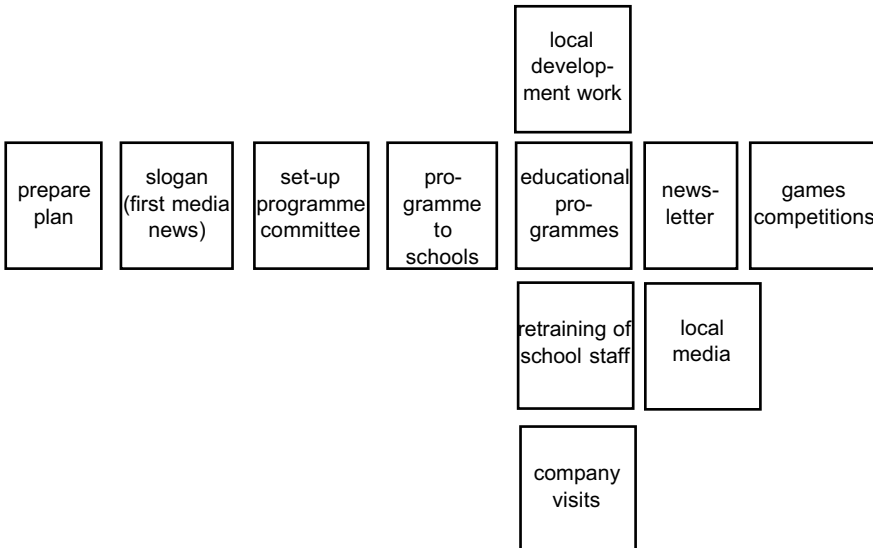 local
develop-
ment work
prepare
plan
slogan
(first media
news)
set-up
programme
committee
pro-
gramme
to
schools
educational
pro-
grammes
news-
letter
games
competitions
retraining of
school staff
local
media
company
visits